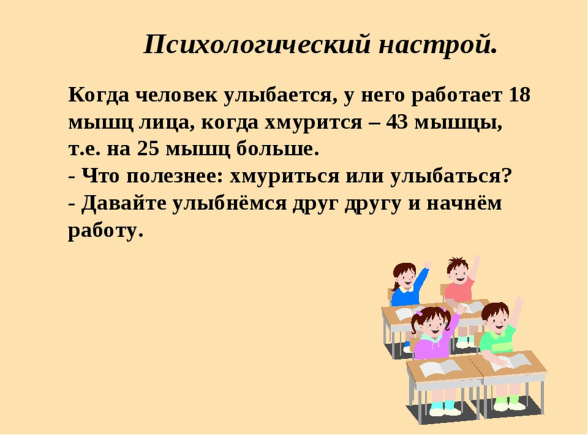 Психологический настрой.
Когда человек улыбается, у него работает 18
мышц лица, когда хмурится – 43 мышцы,
т.е. на 25 мышц больше.
- Что полезнее: хмуриться или улыбаться?
- Давайте улыбнёмся друг другу и начнём
работу.